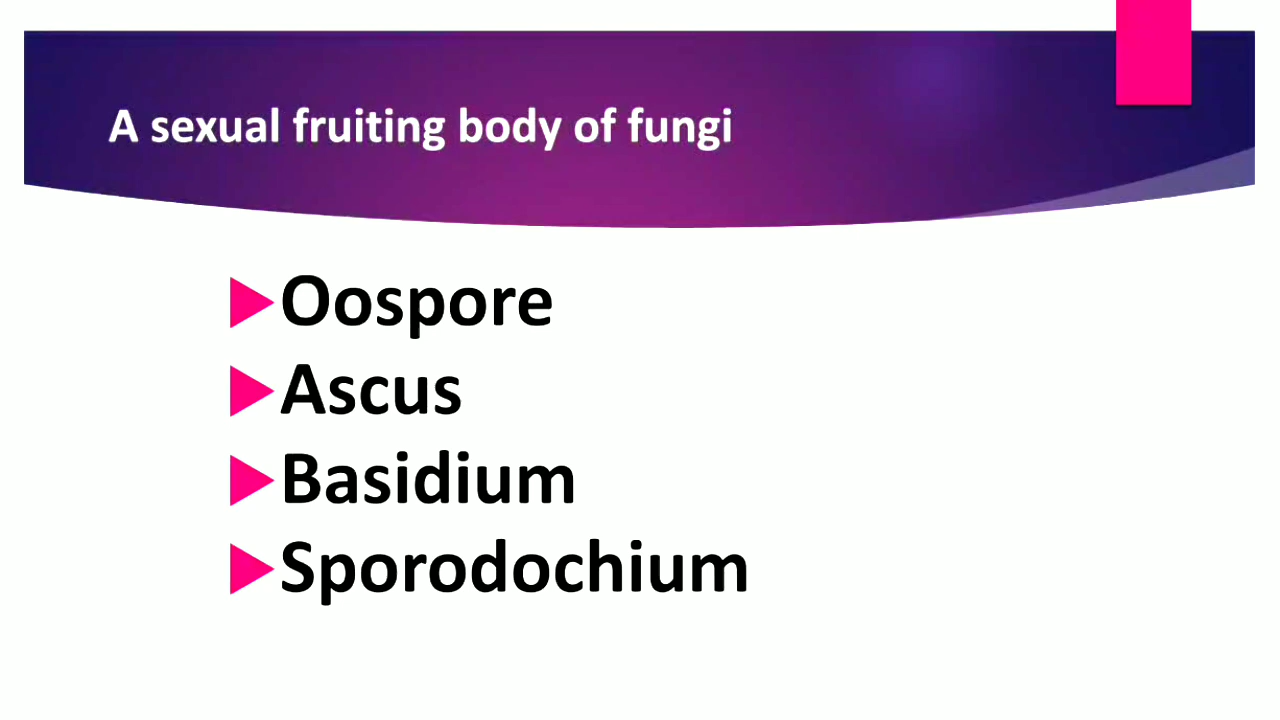 A sexual fruiting body of fungi
Oospore
Ascus
Basidium
Sporodochium